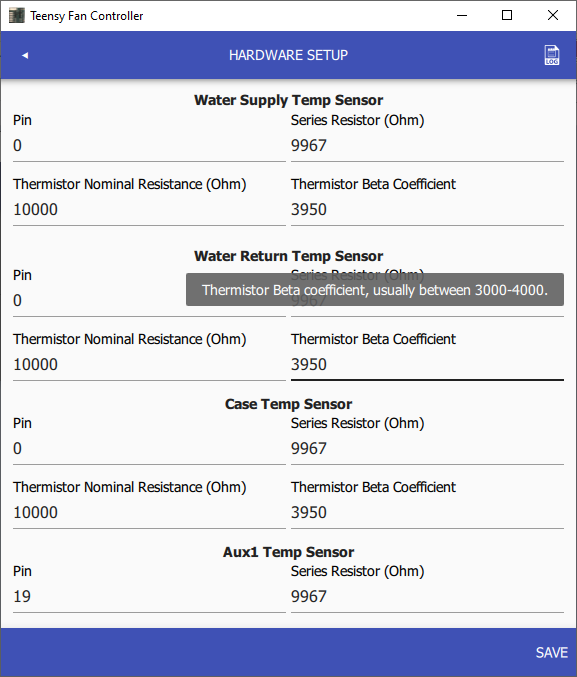 Teensy Fan Controller
HARDWARE SETUP
LOG
Water Supply Temp Sensor
Pin Series Resistor (Ohm)
0 9967
Thermistor Nominal Resistance (Ohm) Thermistor Beta Coefficient
10000 3950
Water Return Temp Sensor
Pin Series Resistor (Ohm)
Thermistor Beta coefficient, usually between 3000-4000.
0 9967
Thermistor Nominal Resistance (Ohm) Thermistor Beta Coefficient
10000 3950
Case Temp Sensor
Pin Series Resistor (Ohm)
0 9967
Thermistor Nominal Resistance (Ohm) Thermistor Beta Coefficient
10000 3950
Aux1 Temp Sensor
Pin Series Resistor (Ohm)
19 9967
SAVE